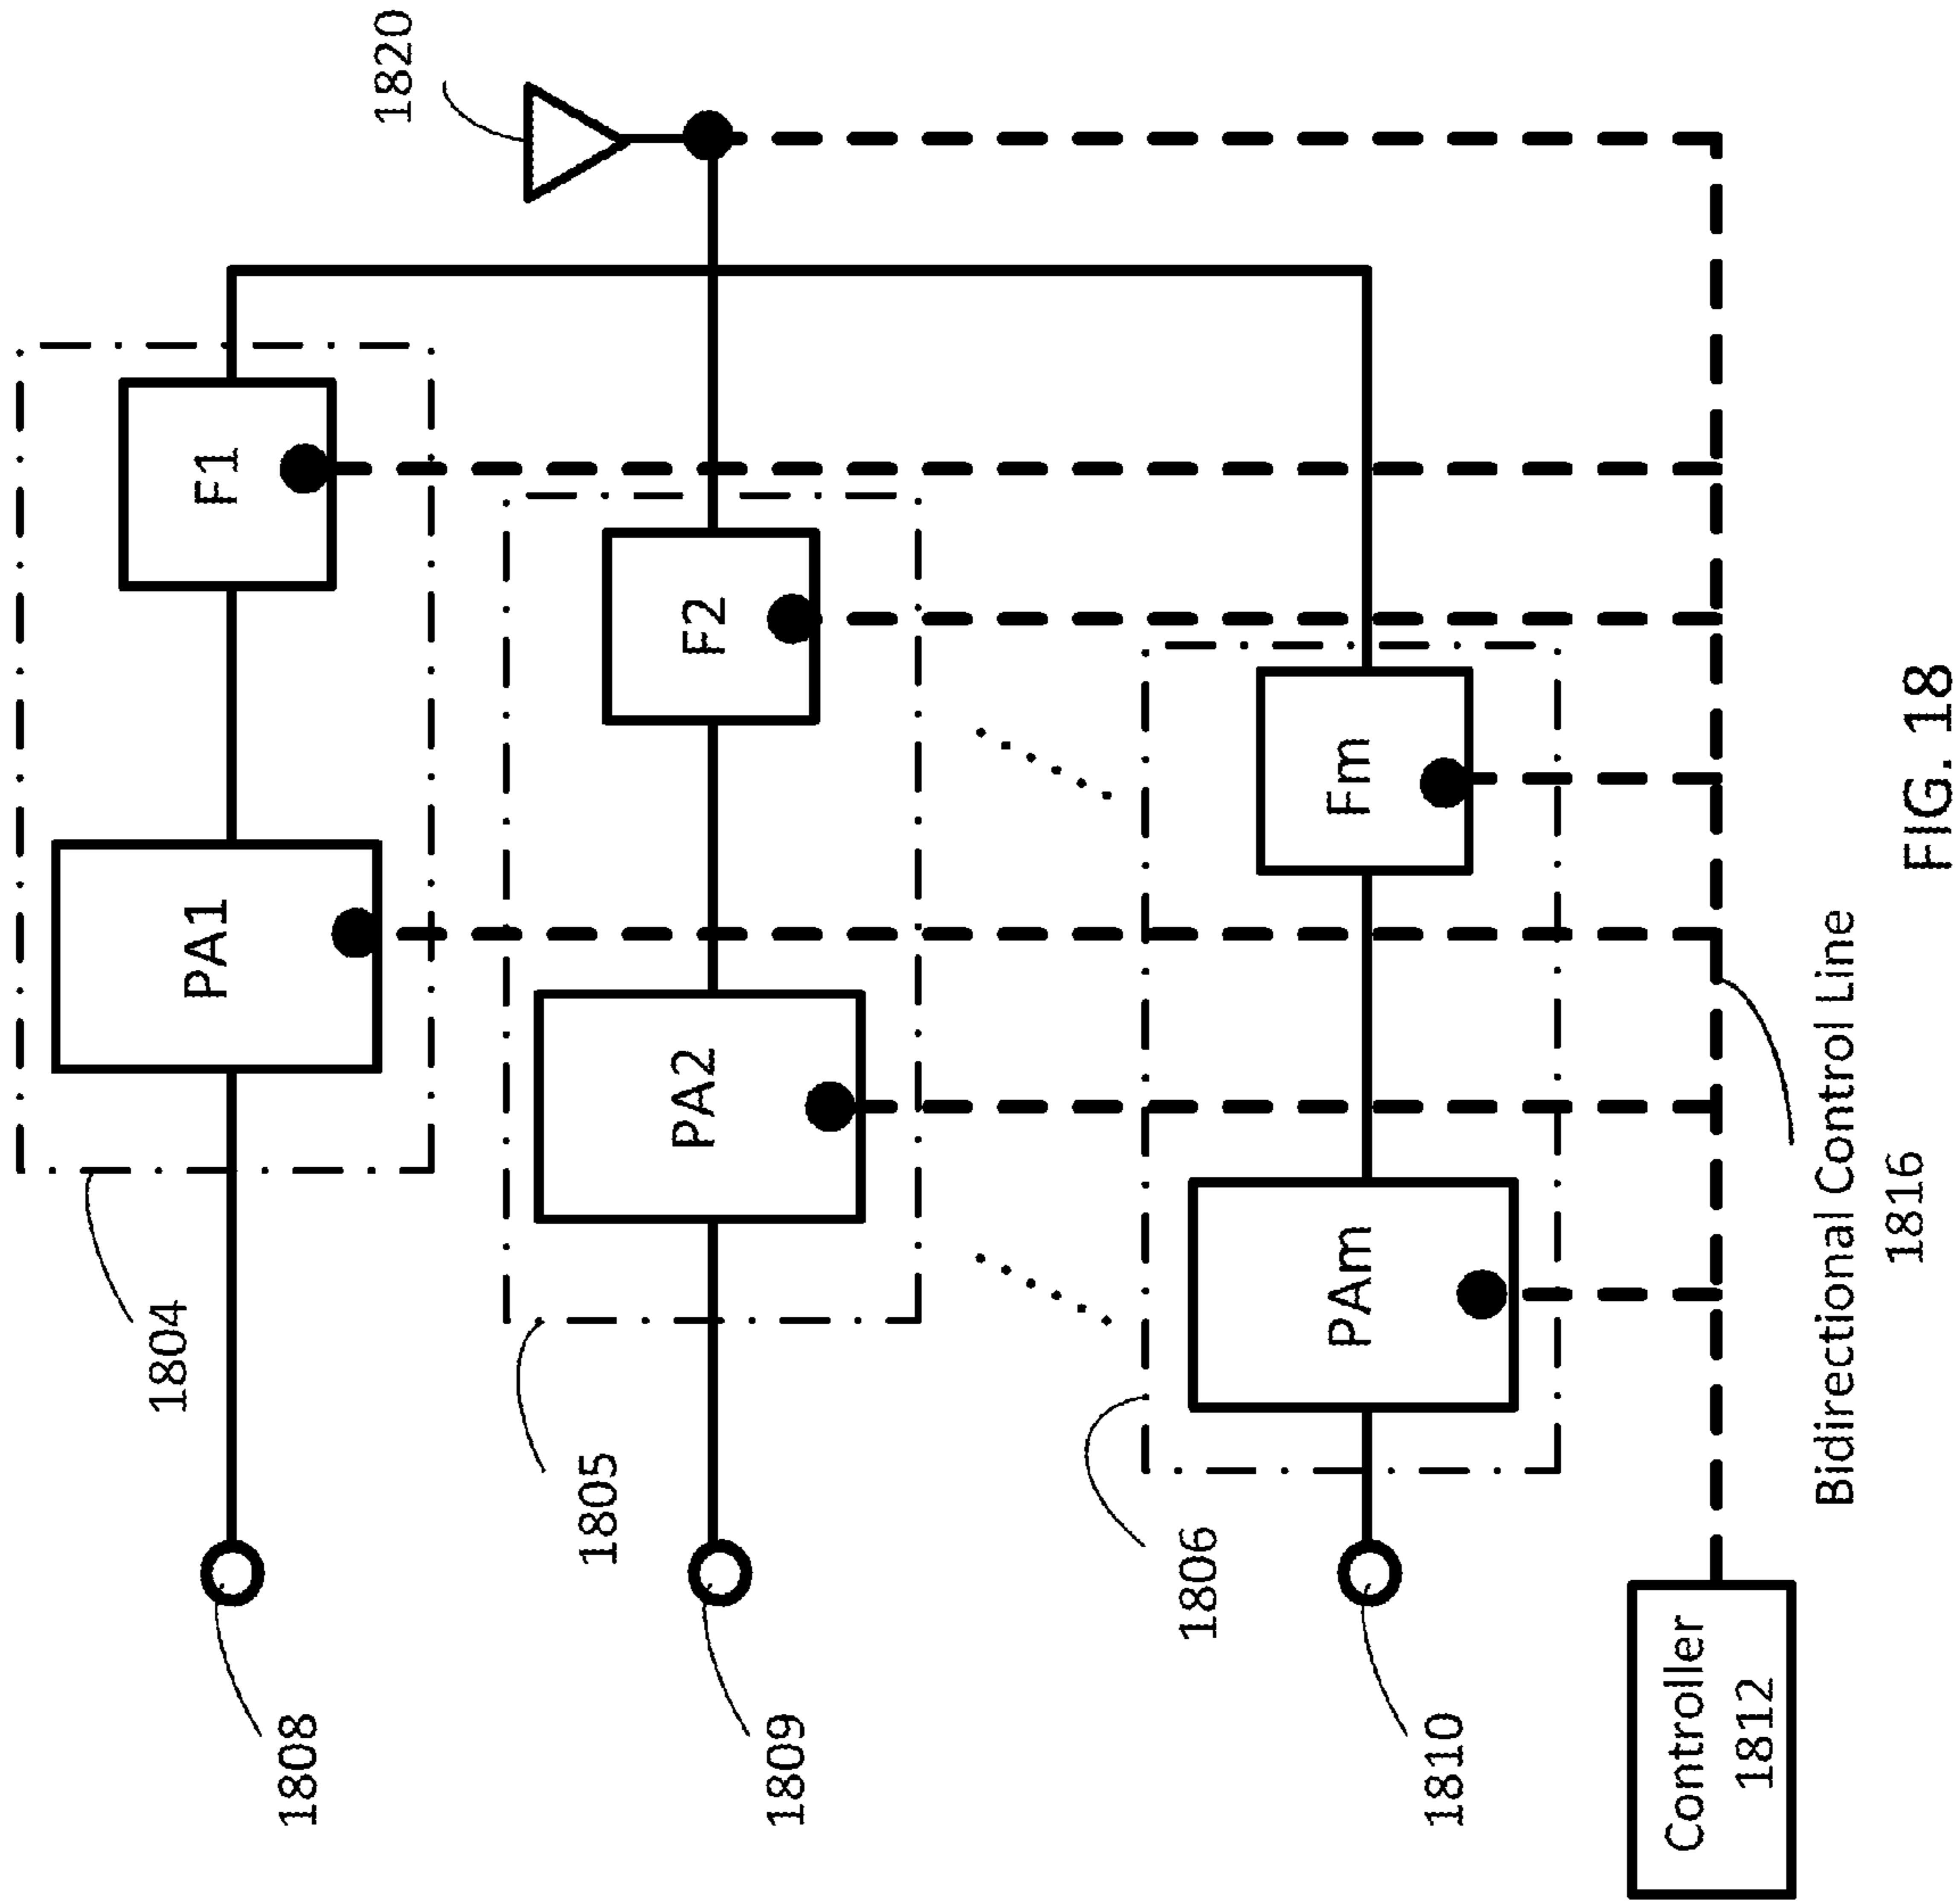 1820
F1
PA1
1804
1808
F2
PA2
1805
1809
Fm
PAm
1806
1810
Controller
1812
Bidirectional Control Line
1816
FIG. 18